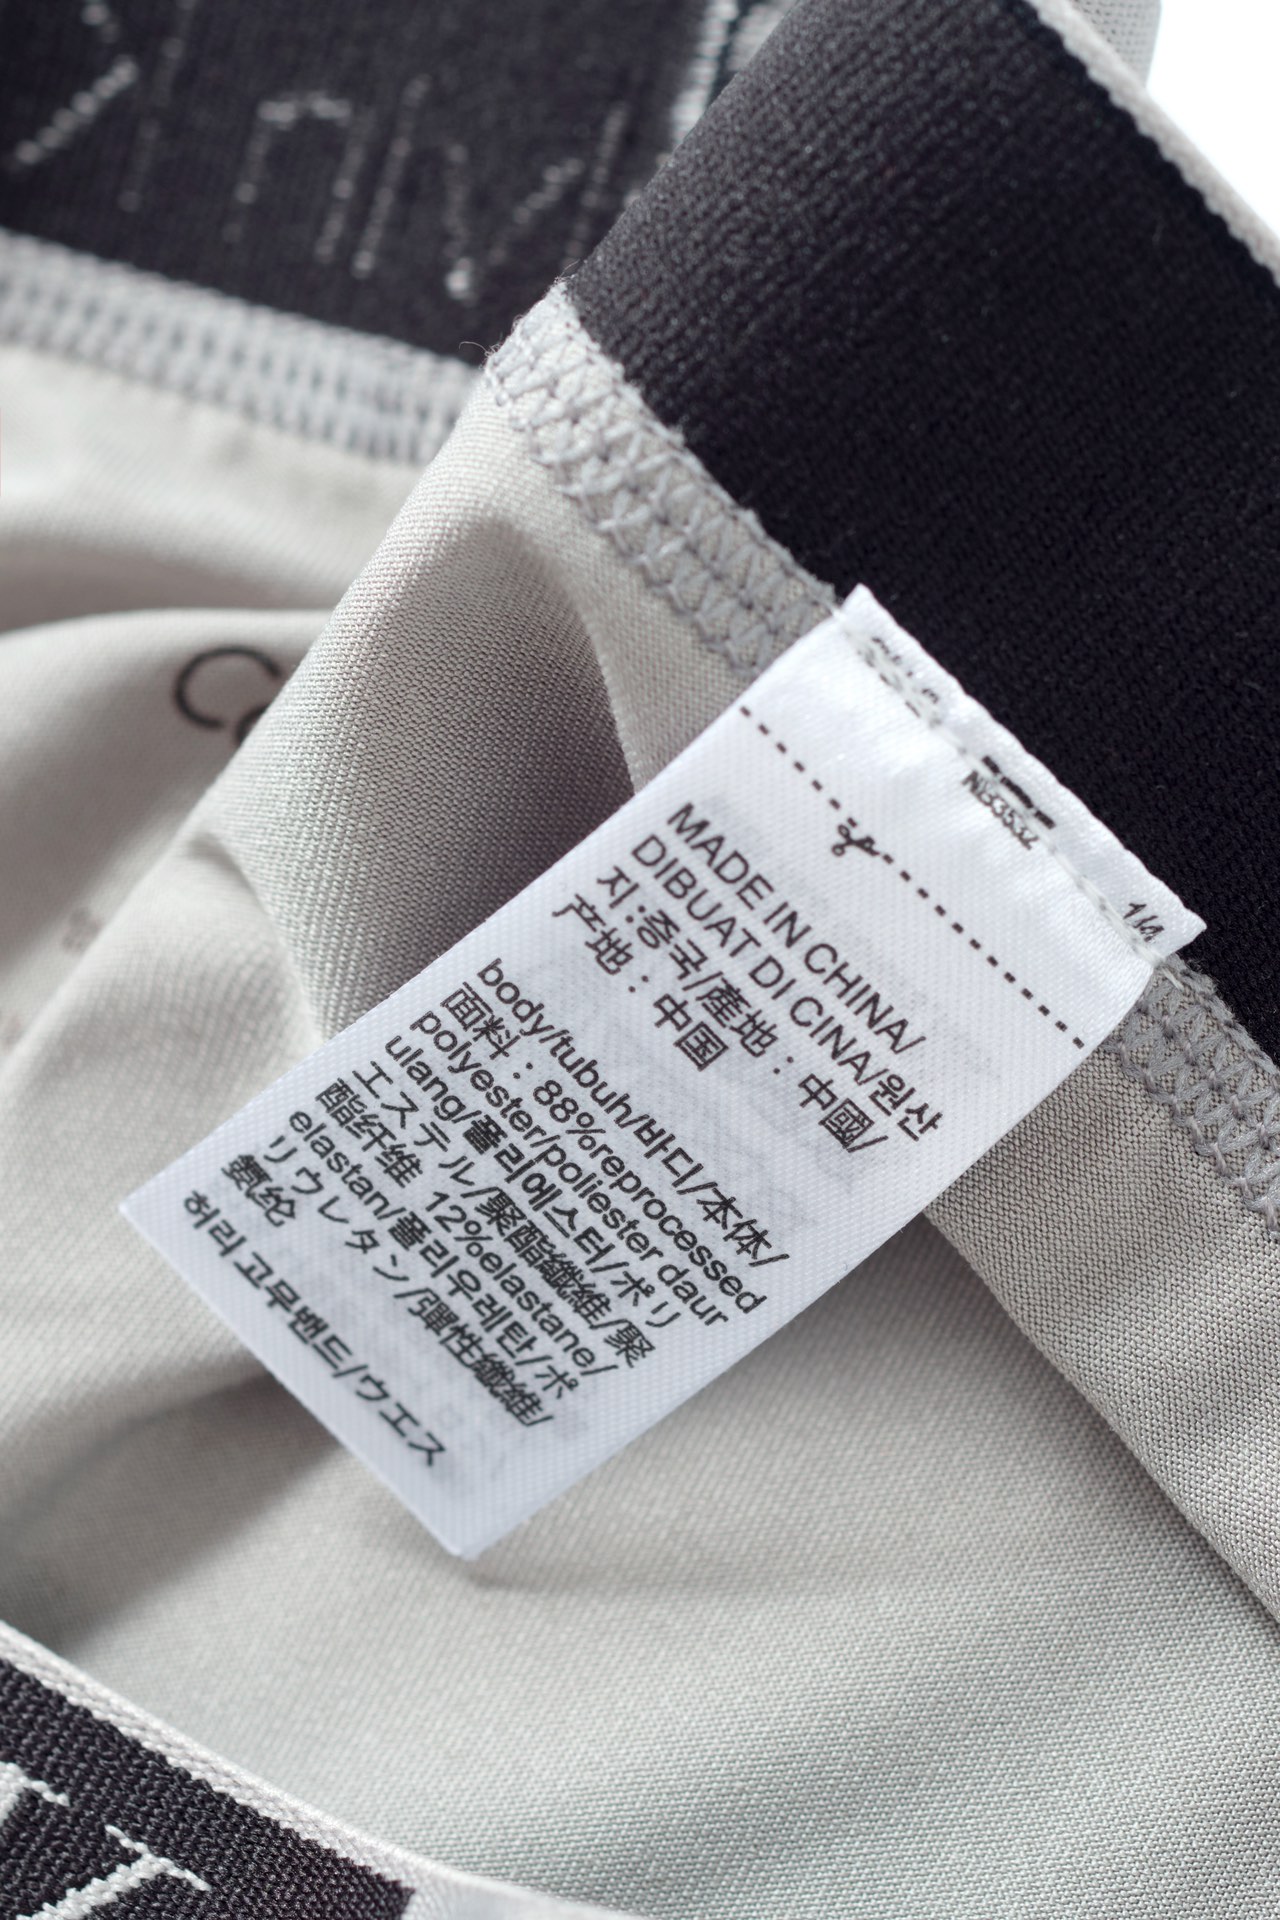 NB3532
1/4
MADE IN CHINA/
DIBUAT DI CINA/원산
지:중국/產地:中國/
产地:中国
body/tubuh/바디/本体/
面料:88%reprocessed
polyester/poliester daur
ulang/폴리에스터/ポリ
エステル/聚酯纖維/聚
酯纤维 12%elastane/
elastan/폴리우레탄/ポ
リウレタン/彈性纖維/
氨纶
허리 고무밴드/ウエス